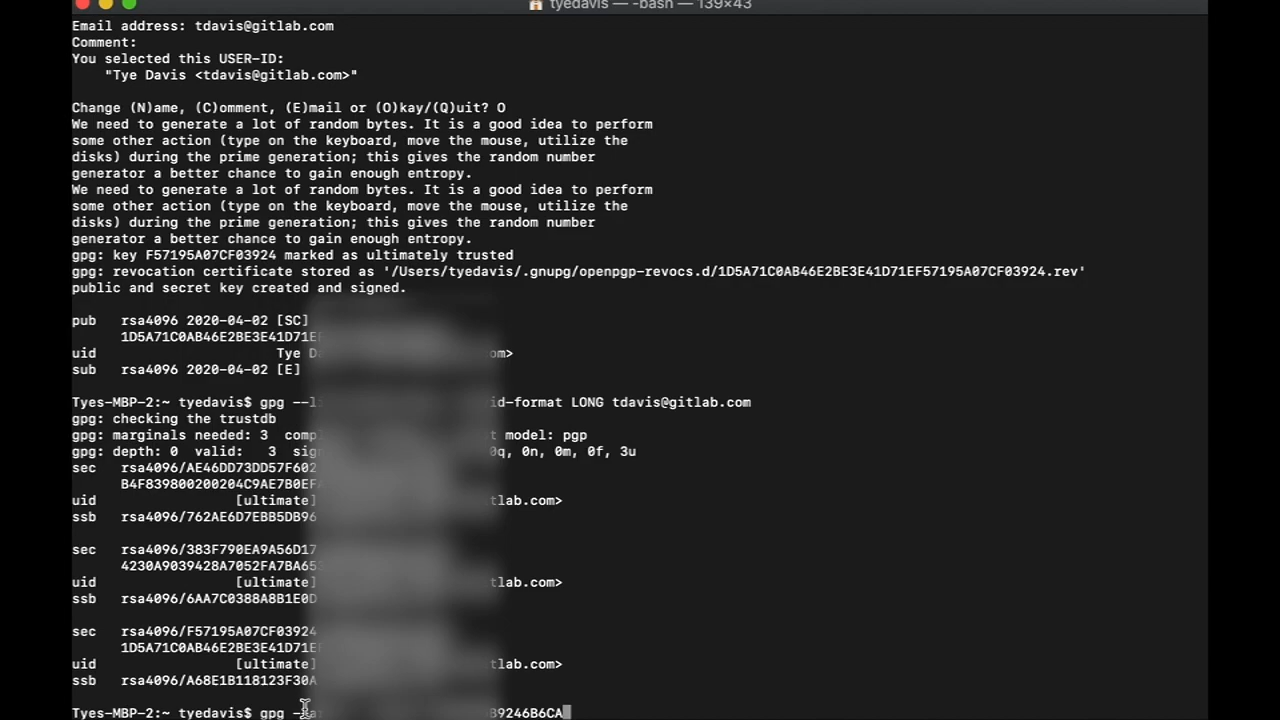 tyedavis — -bash — 139×43
Email address: tdavis@gitlab.com
Comment:
You selected this USER-ID:
"Tye Davis <tdavis@gitlab.com>"
Change (N)ame, (C)omment, (E)mail or (O)kay/(Q)uit? O
We need to generate a lot of random bytes. It is a good idea to perform
some other action (type on the keyboard, move the mouse, utilize the
disks) during the prime generation; this gives the random number
generator a better chance to gain enough entropy.
We need to generate a lot of random bytes. It is a good idea to perform
some other action (type on the keyboard, move the mouse, utilize the
disks) during the prime generation; this gives the random number
generator a better chance to gain enough entropy.
gpg: key F57195A07CF03924 marked as ultimately trusted
gpg: revocation certificate stored as '/Users/tyedavis/.gnupg/openpgp-revocs.d/1D5A71C0AB46E2BE3E41D71EF57195A07CF03924.rev'
public and secret key created and signed.
pub rsa4096 2020-04-02 [SC]
1D5A71C0AB46E2BE3E41D71EF
uid Tye om>
sub rsa4096 2020-04-02 [E]
Tyes-MBP-2:~ tyedavis$ gpg id-format LONG tdavis@gitlab.com
gpg: checking the trustdb
gpg: marginals needed: 3 model: pgp
gpg: depth: 0 valid: 3 0q, 0n, 0m, 0f, 3u
sec rsa4096/AE46DD73DD57F602
B4F839800200204C9AE7B0EF
uid [ultimate] tlab.com>
ssb rsa4096/762AE6D7EBB5DB96
sec rsa4096/383F790EA9A56D17
4230A9039428A7052FA7BA65
uid [ultimate] tlab.com>
ssb rsa4096/6AA7C0388A8B1E0D
sec rsa4096/F57195A07CF03924
1D5A71C0AB46E2BE3E41D71EF
uid [ultimate] tlab.com>
ssb rsa4096/A68E1B118123F30A
Tyes-MBP-2:~ tyedavis$ gpg B9246B6CA